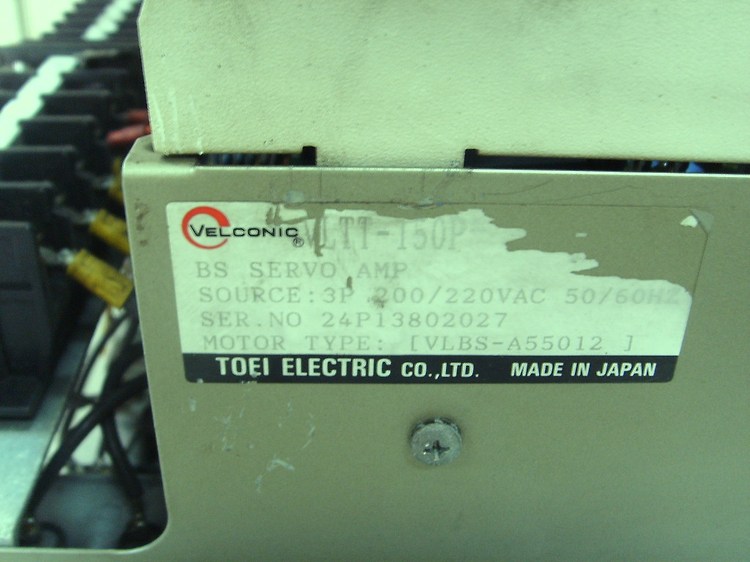 VELCONIC® VLTT-150P
BS SERVO AMP
SOURCE:3P 200/220VAC 50/60HZ
SER.NO 24P13802027
MOTOR TYPE: [VLBS-A55012 ]
TOEI ELECTRIC CO.,LTD. MADE IN JAPAN